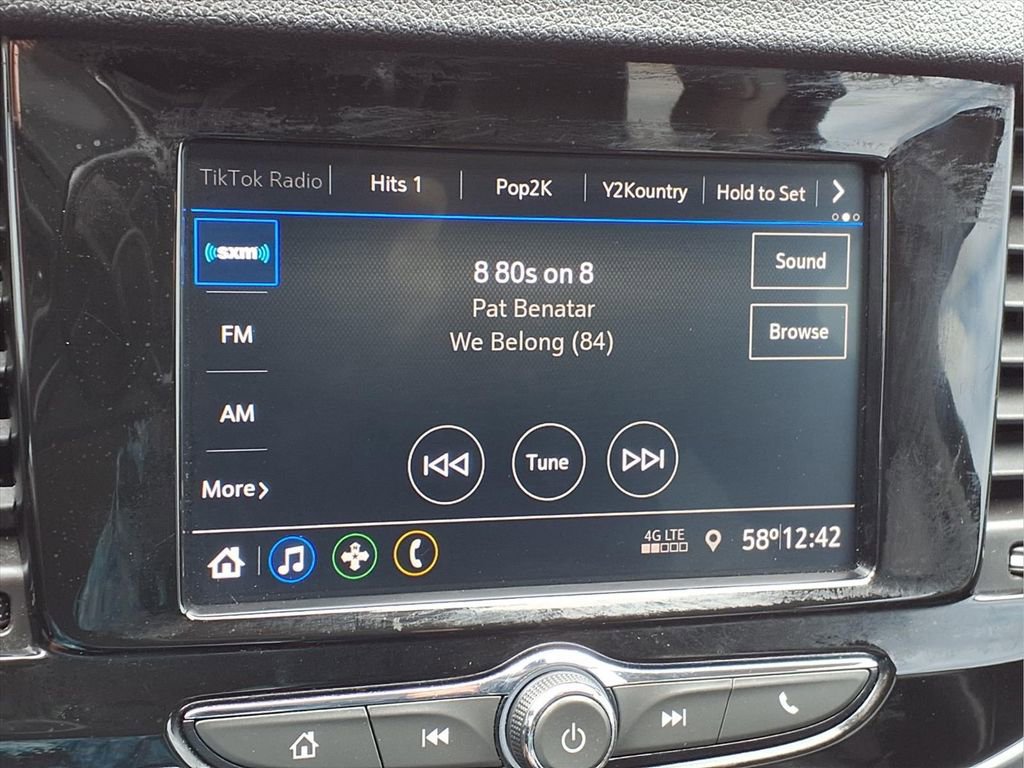 TikTok Radio Hits 1 Pop2K Y2Kountry Hold to Set
sxm
8 80s on 8
Sound
Pat Benatar
We Belong (84)
Browse
FM
AM
Tune
More
4G LTE
58° 12:42